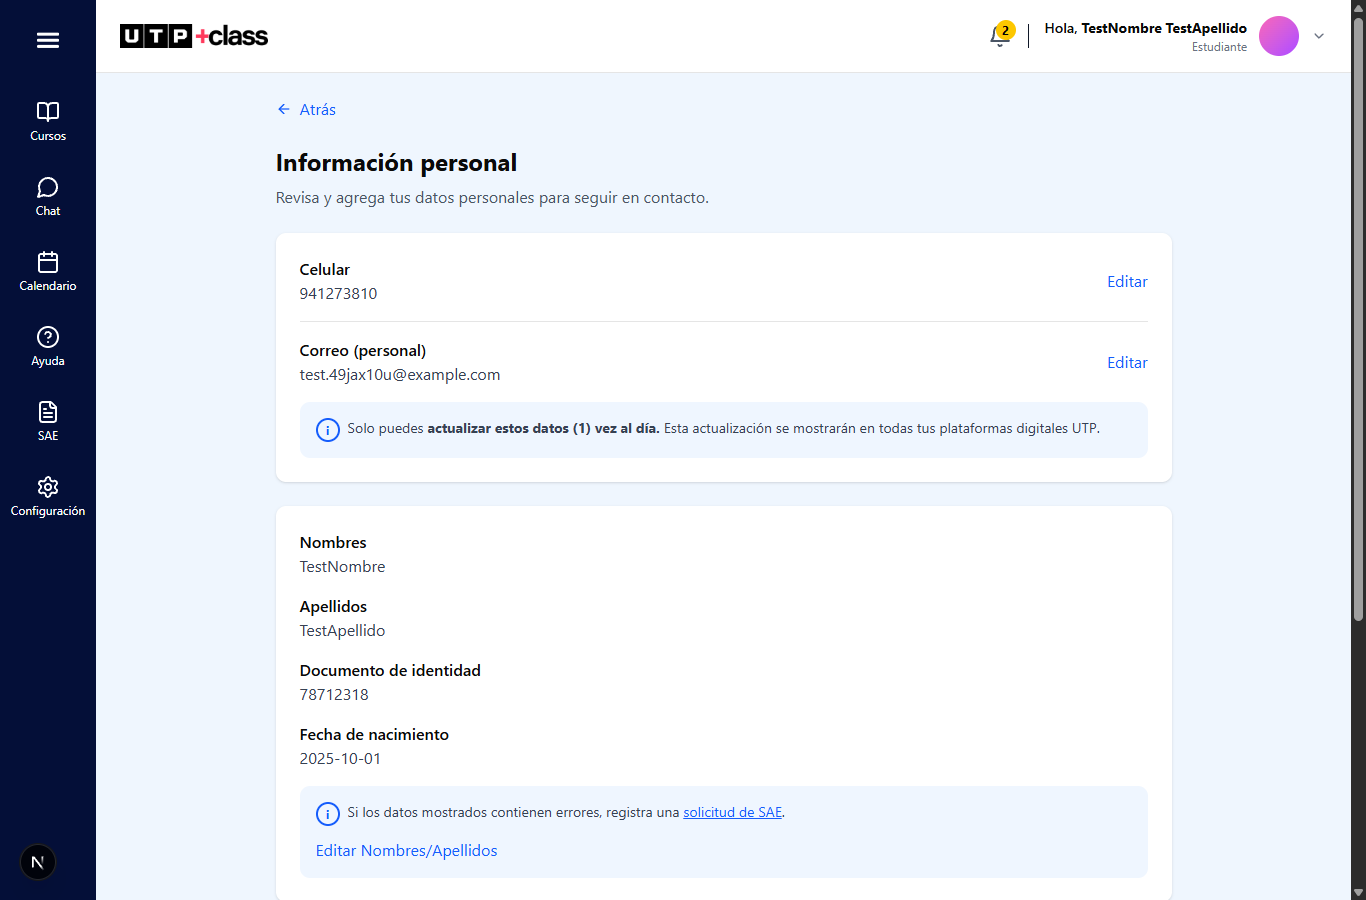 UTP+class
2
Hola, TestNombre TestApellido
Estudiante
Cursos
Chat
Calendario
Ayuda
SAE
Configuración
N
Atrás
Información personal
Revisa y agrega tus datos personales para seguir en contacto.
Celular
941273810
Editar
Correo (personal)
test.49jax10u@example.com
Editar
Solo puedes actualizar estos datos (1) vez al día. Esta actualización se mostrarán en todas tus plataformas digitales UTP.
Nombres
TestNombre
Apellidos
TestApellido
Documento de identidad
78712318
Fecha de nacimiento
2025-10-01
Si los datos mostrados contienen errores, registra una solicitud de SAE.
Editar Nombres/Apellidos